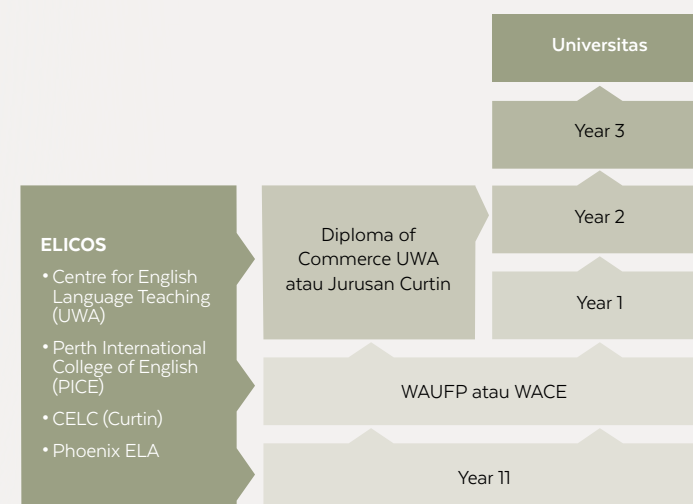 Universitas
Year 3
Year 2
Year 1
ELICOS
• Centre for English
Language Teaching
(UWA)
• Perth International
College of English
(PICE)
• CELC (Curtin)
• Phoenix ELA
Diploma of
Commerce UWA
atau Jurusan Curtin
WAUFP atau WACE
Year 11